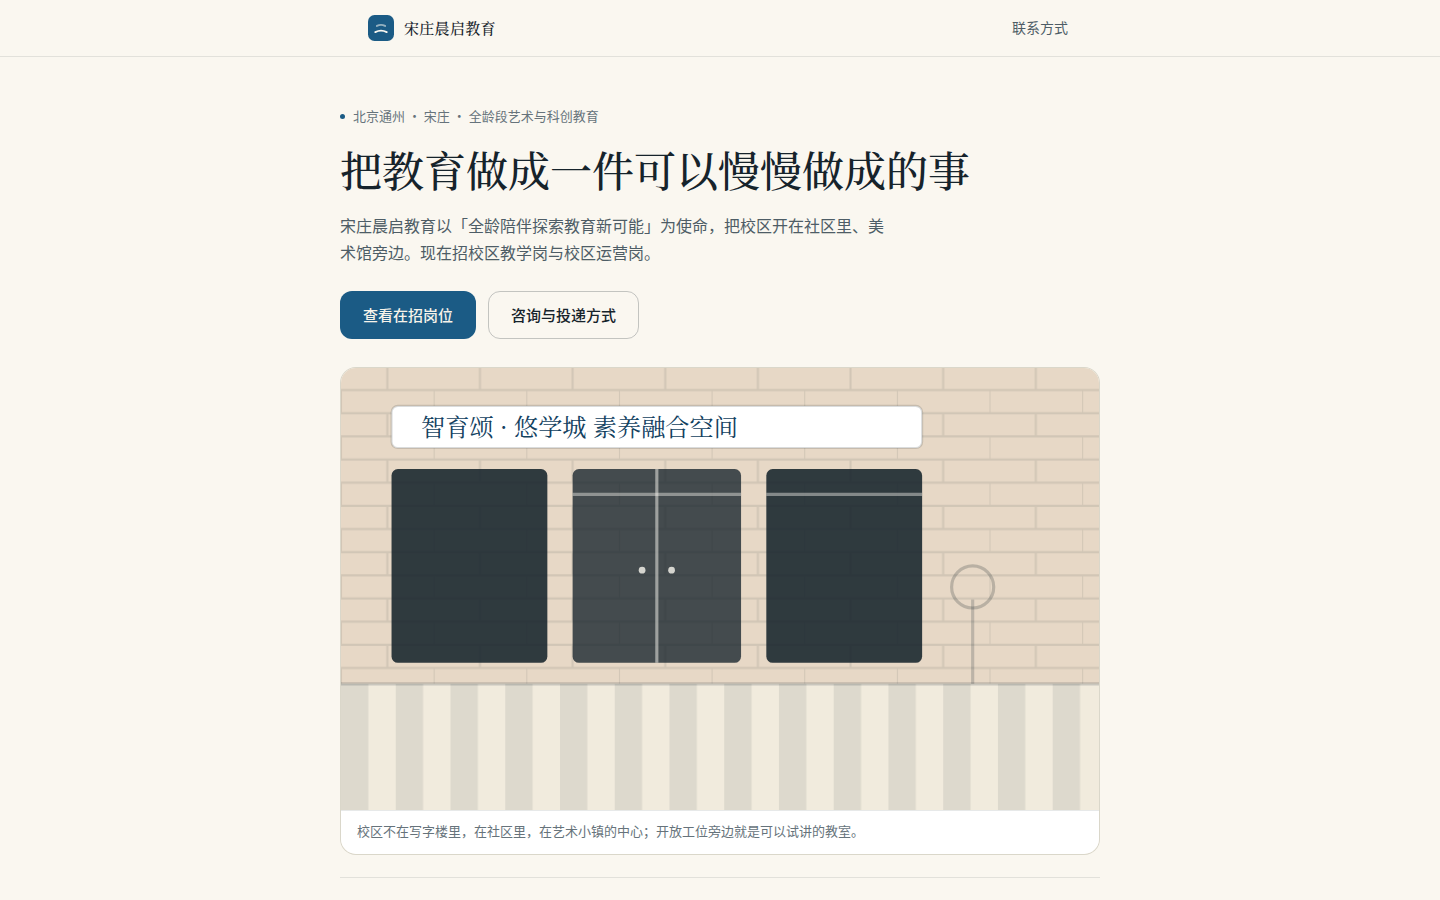 宋庄晨启教育
联系方式
北京通州 · 宋庄 · 全龄段艺术与科创教育
把教育做成一件可以慢慢做成的事
宋庄晨启教育以「全龄陪伴探索教育新可能」为使命，把校区开在社区里、美
术馆旁边。现在招校区教学岗与校区运营岗。
查看在招岗位
咨询与投递方式
智育颂 · 悠学城 素养融合空间
校区不在写字楼里，在社区里，在艺术小镇的中心；开放工位旁边就是可以试讲的教室。